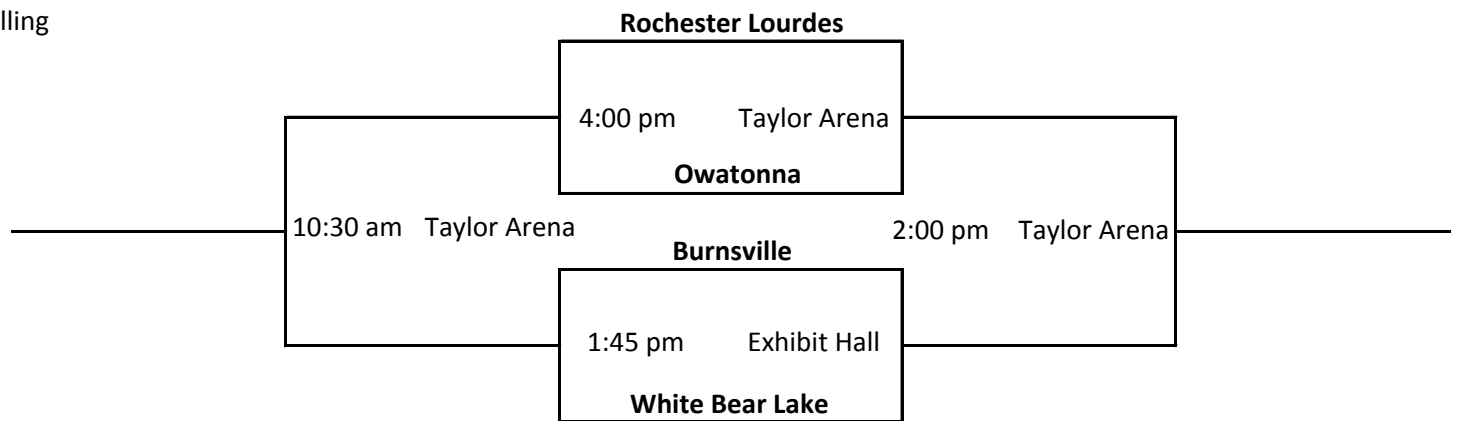 lling
Rochester Lourdes
4:00 pm Taylor Arena
Owatonna
10:30 am Taylor Arena
2:00 pm Taylor Arena
Burnsville
1:45 pm Exhibit Hall
White Bear Lake